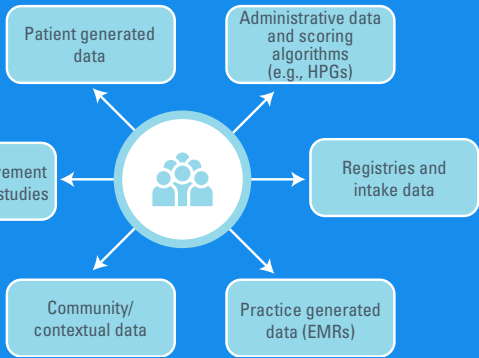 Patient generated
data
Administrative data
and scoring
algorithms
(e.g., HPGs)
studies
Registries and
intake data
Community/
contextual data
Practice generated
data (EMRs)